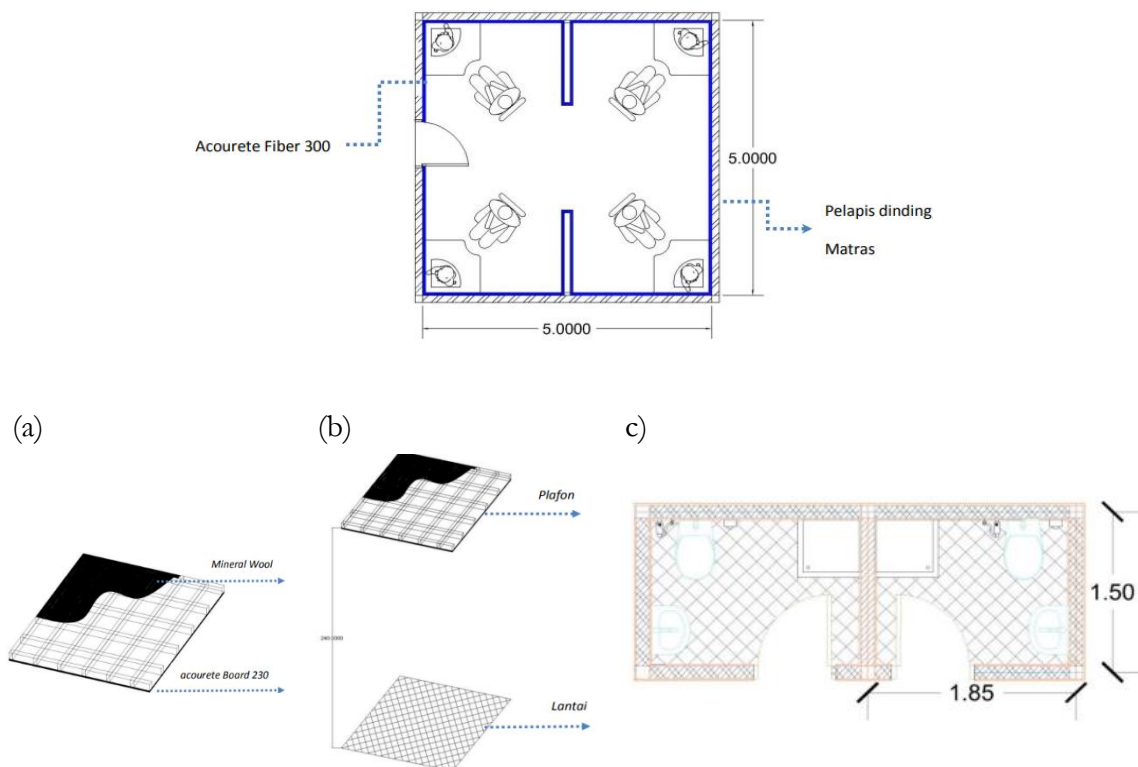 Acourete Fiber 300
5.0000
Pelapis dinding
Matras
5.0000
(a)
(b)
c)
Plafon
Mineral Wool
1.50
acourete Board 230
Lantai
1.85